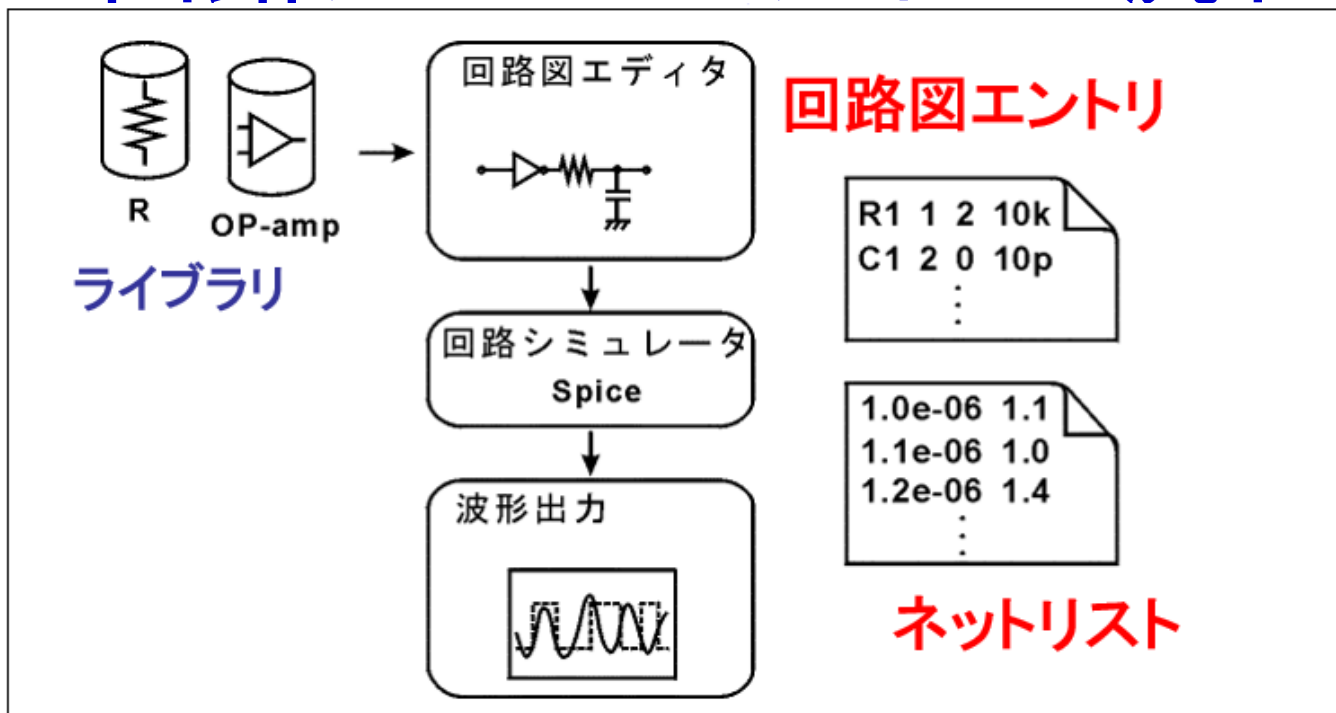 R
OP-amp
ライブラリ
回路図エディタ
回路図エントリ
R1 1 2 10k
C1 2 0 10p
回路シミュレータ
Spice
1.0e-06 1.1
1.1e-06 1.0
1.2e-06 1.4
波形出力
ネットリスト